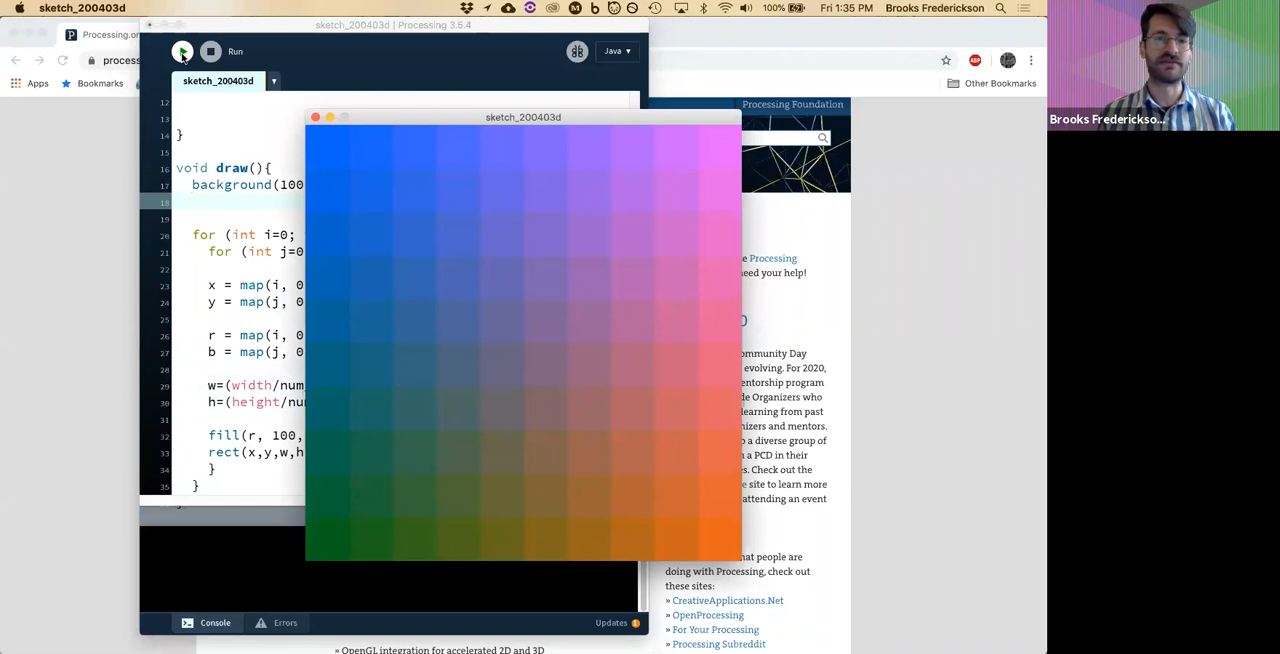 sketch_200403d
100%
Fri 1:35 PM
Brooks Frederickson
sketch_200403d | Processing 3.5.4
Processing.or
Run
Java ▾
process
Apps
Bookmarks
Other Bookmarks
sketch_200403d
12
13
14 }
15
16 void draw(){
17 background(100
18
19
20 for (int i=0;
21 for (int j=0
22
23 x = map(i, 0
24 y = map(j, 0
25
26 r = map(i, 0
27 b = map(j, 0
28
29 w=(width/num
30 h=(height/nu
31
32 fill(r, 100,
33 rect(x,y,w,h
34 }
35 }
sketch_200403d
Processing Foundation
e Processing
need your help!
0
ommunity Day
evolving. For 2020,
entorship program
de Organizers who
learning from past
nizers and mentors.
p a diverse group of
n a PCD in their
es. Check out the
e site to learn more
attending an event
hat people are
doing with Processing, check out
these sites:
» CreativeApplications.Net
» OpenProcessing
» For Your Processing
» Processing Subreddit
Console
Errors
Updates 1
» OpenGL integration for accelerated 2D and 3D
Brooks Frederickso...